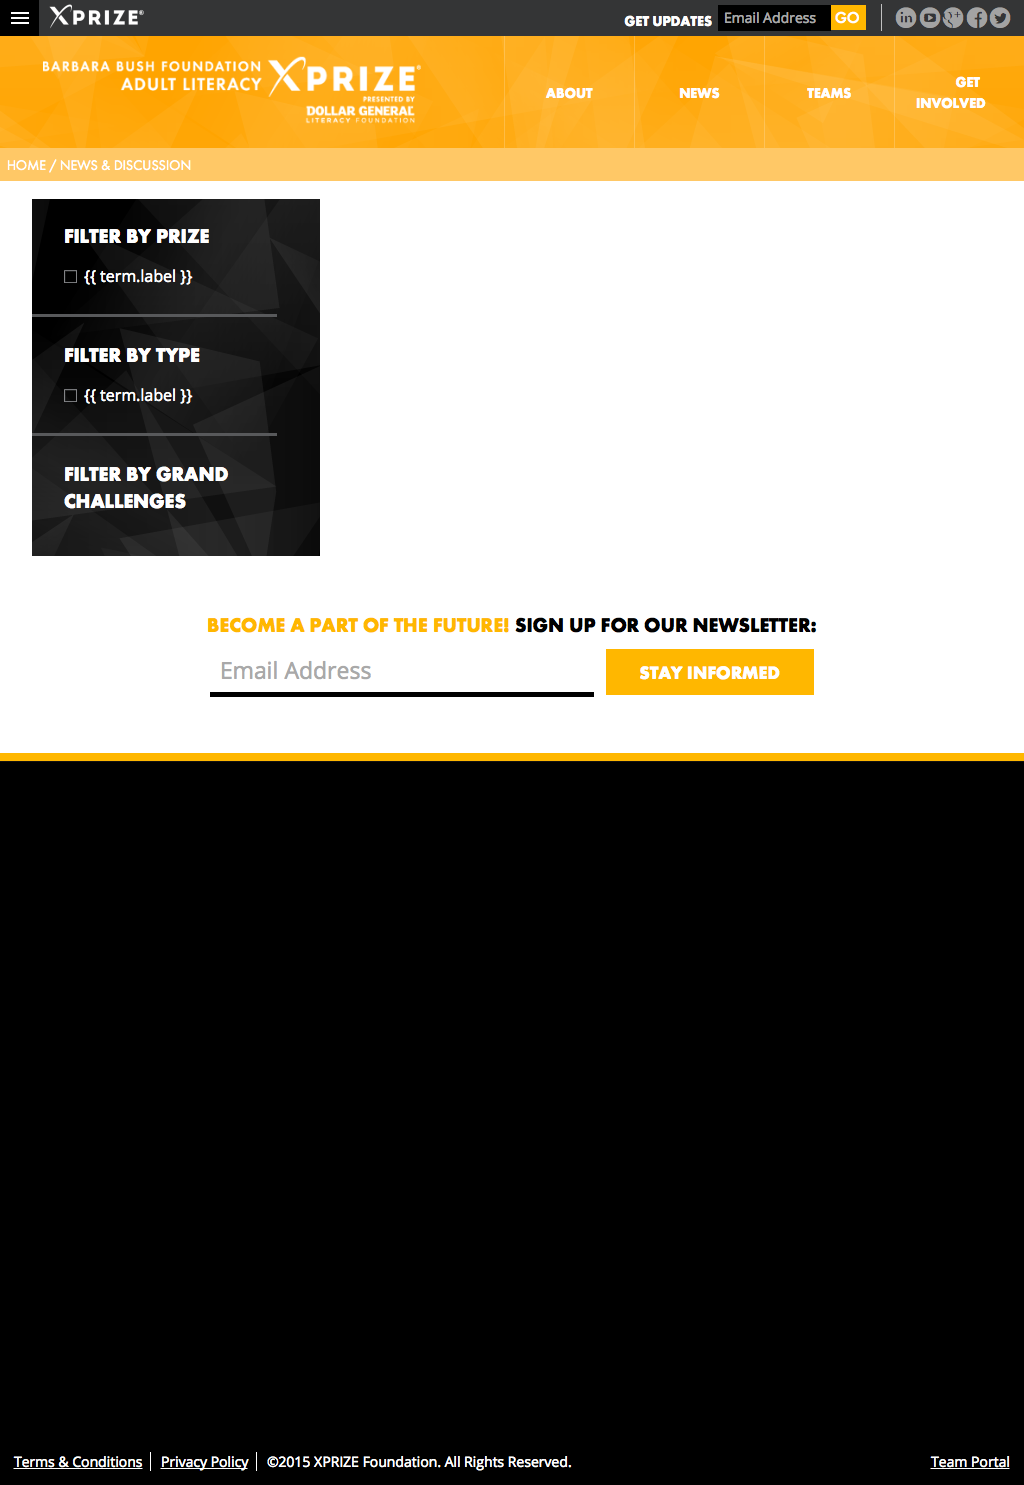 XPRIZE®
GET UPDATES Email Address GO
BARBARA BUSH FOUNDATION
ADULT LITERACY
XPRIZE®
PRESENTED BY
DOLLAR GENERAL
LITERACY FOUNDATION
ABOUT
NEWS
TEAMS
GET
INVOLVED
HOME / NEWS & DISCUSSION
FILTER BY PRIZE
{{ term.label }}
FILTER BY TYPE
{{ term.label }}
FILTER BY GRAND
CHALLENGES
BECOME A PART OF THE FUTURE! SIGN UP FOR OUR NEWSLETTER:
Email Address
STAY INFORMED
Terms & Conditions Privacy Policy ©2015 XPRIZE Foundation. All Rights Reserved. Team Portal